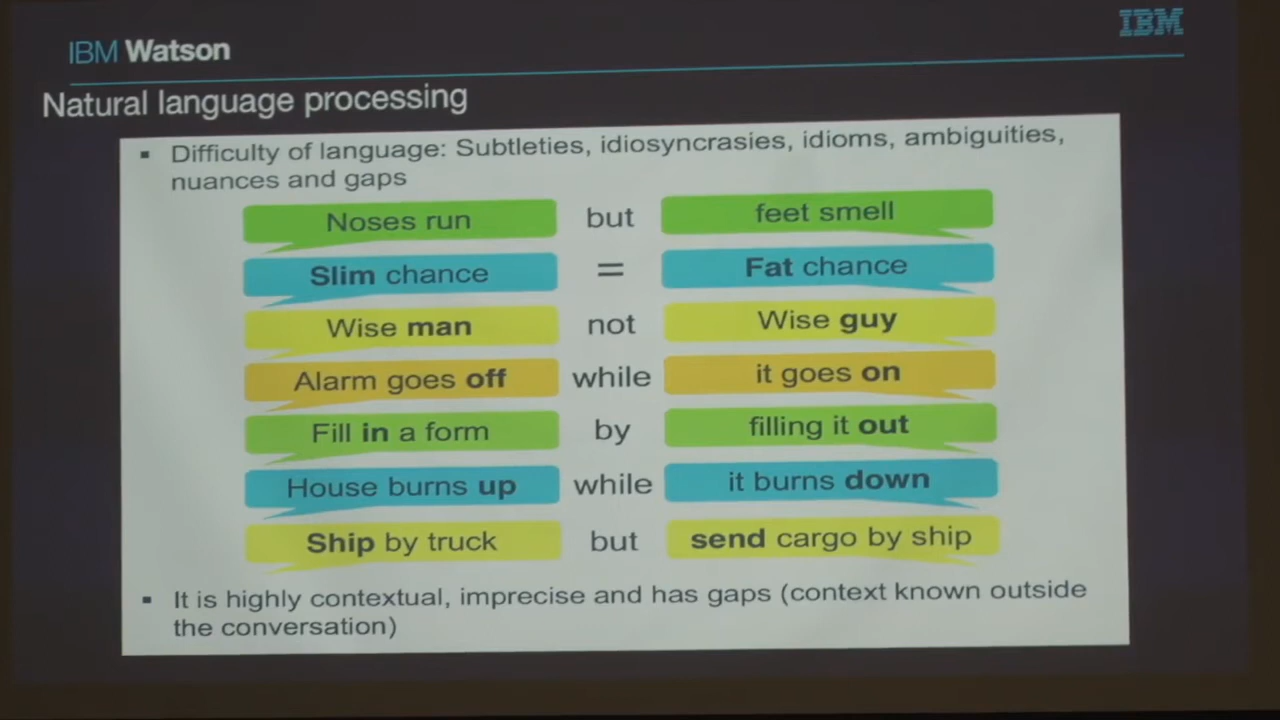 IBM Watson
IBM
Natural language processing
▪ Difficulty of language: Subtleties, idiosyncrasies, idioms, ambiguities,
nuances and gaps
Noses run but feet smell
Slim chance = Fat chance
Wise man not Wise guy
Alarm goes off while it goes on
Fill in a form by filling it out
House burns up while it burns down
Ship by truck but send cargo by ship
▪ It is highly contextual, imprecise and has gaps (context known outside
the conversation)